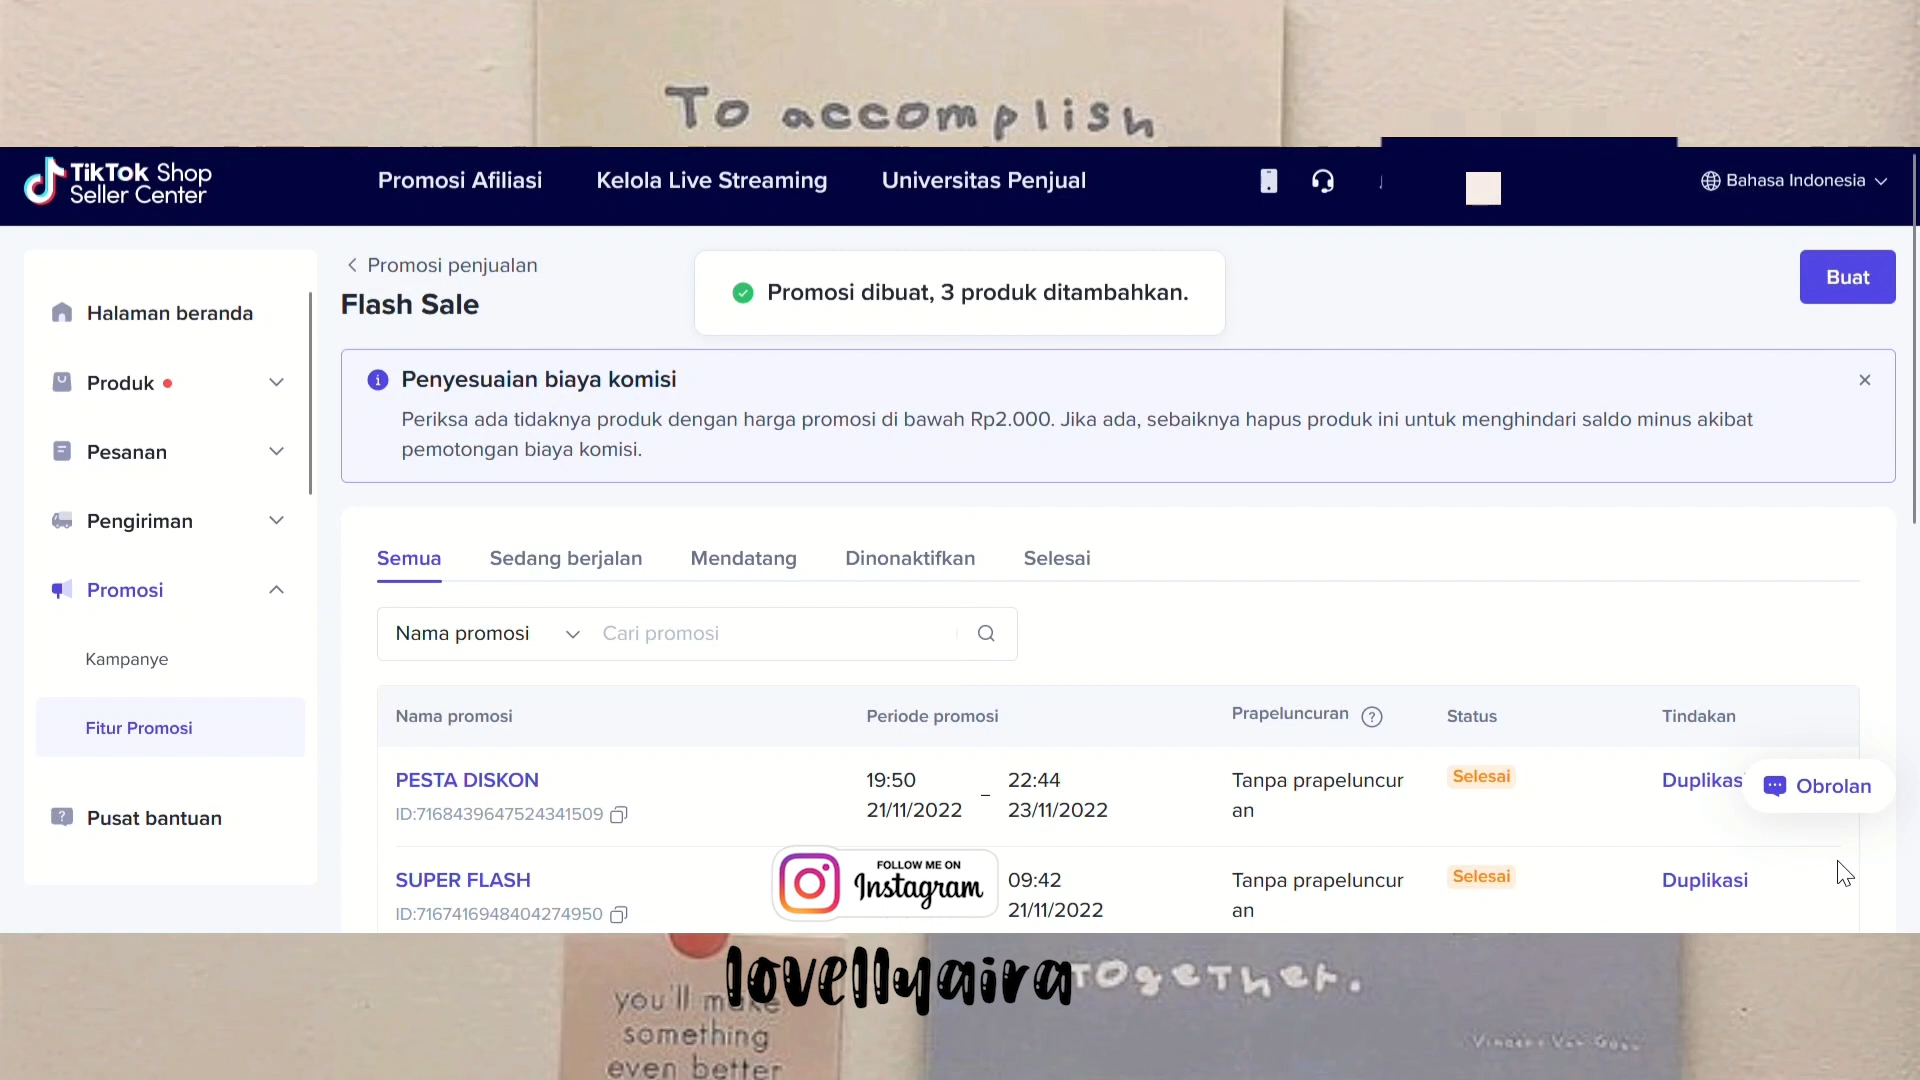 To accomplish
TikTok Shop
Seller Center
Promosi Afiliasi
Kelola Live Streaming
Universitas Penjual
Bahasa Indonesia
Halaman beranda
Produk
Pesanan
Pengiriman
Promosi
Kampanye
Fitur Promosi
Pusat bantuan
Promosi penjualan
Flash Sale
Promosi dibuat, 3 produk ditambahkan.
Buat
Penyesuaian biaya komisi
Periksa ada tidaknya produk dengan harga promosi di bawah Rp2.000. Jika ada, sebaiknya hapus produk ini untuk menghindari saldo minus akibat
pemotongan biaya komisi.
Semua
Sedang berjalan
Mendatang
Dinonaktifkan
Selesai
Nama promosi
Cari promosi
Nama promosi
Periode promosi
Prapeluncuran
Status
Tindakan
PESTA DISKON
ID:7168439647524341509
19:50
21/11/2022
–
22:44
23/11/2022
Tanpa prapeluncur
an
Selesai
Duplikasi
Obrolan
SUPER FLASH
ID:7167416948404274950
FOLLOW ME ON
Instagram
09:42
21/11/2022
Tanpa prapeluncur
an
Selesai
Duplikasi
lovellyaira
together.
you'll make
something
even better